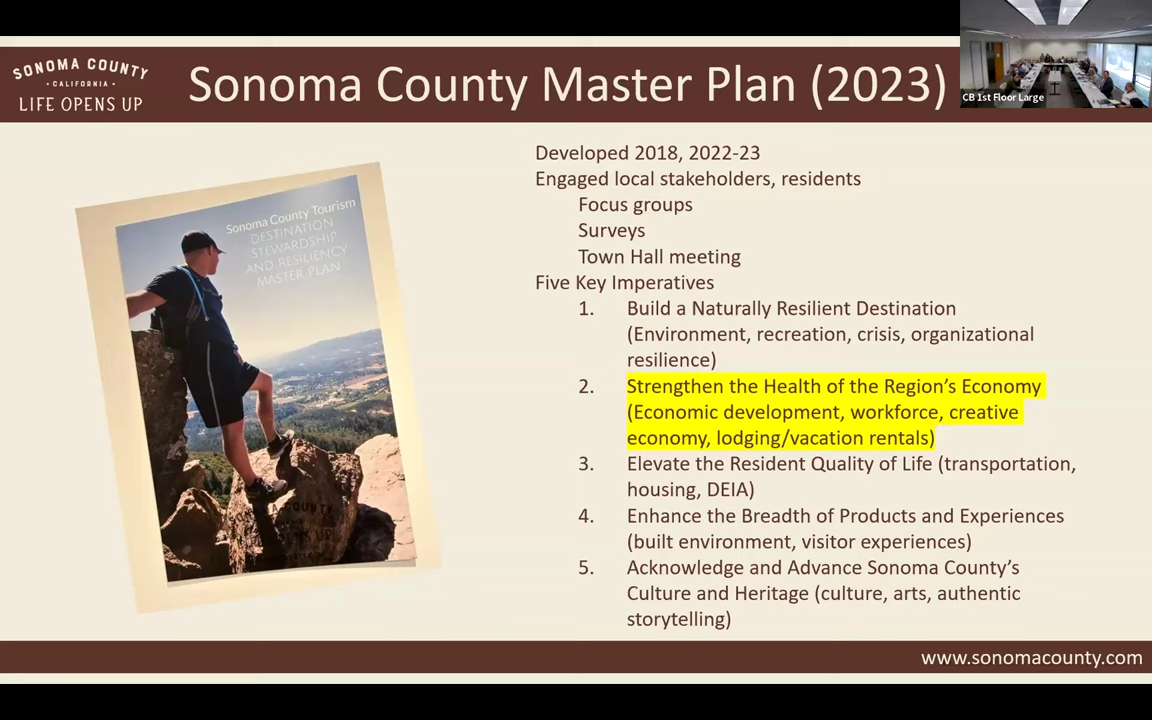 SONOMA COUNTY
• CALIFORNIA •
LIFE OPENS UP
Sonoma County Master Plan (2023)
CB 1st Floor Large
Sonoma County Tourism
DESTINATION
STEWARDSHIP
AND RESILIENCY
MASTER PLAN
Developed 2018, 2022-23
Engaged local stakeholders, residents
Focus groups
Surveys
Town Hall meeting
Five Key Imperatives
1. Build a Naturally Resilient Destination
(Environment, recreation, crisis, organizational
resilience)
2. Strengthen the Health of the Region’s Economy
(Economic development, workforce, creative
economy, lodging/vacation rentals)
3. Elevate the Resident Quality of Life (transportation,
housing, DEIA)
4. Enhance the Breadth of Products and Experiences
(built environment, visitor experiences)
5. Acknowledge and Advance Sonoma County’s
Culture and Heritage (culture, arts, authentic
storytelling)
www.sonomacounty.com